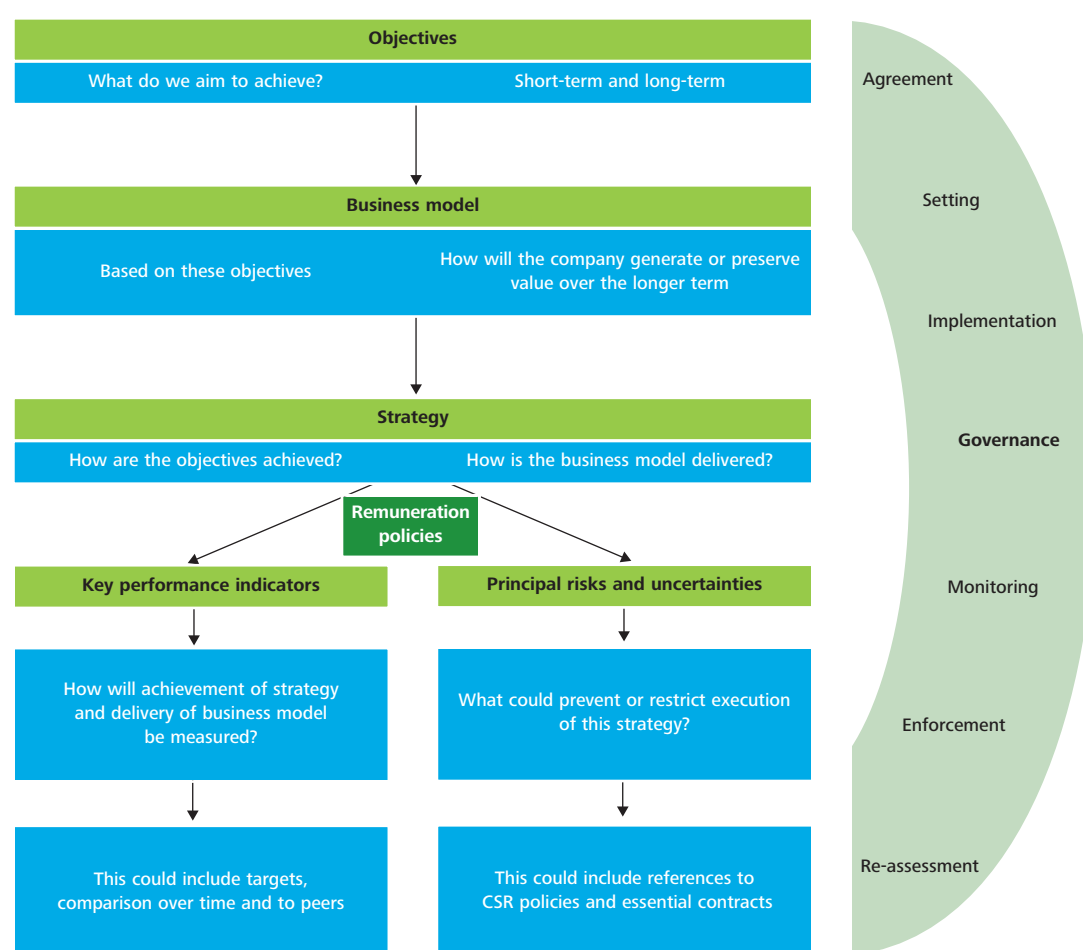 Objectives
What do we aim to achieve?
Short-term and long-term
Business model
Based on these objectives
How will the company generate or preserve
value over the longer term
Strategy
How are the objectives achieved?
How is the business model delivered?
Remuneration
policies
Key performance indicators
Principal risks and uncertainties
How will achievement of strategy
and delivery of business model
be measured?
What could prevent or restrict execution
of this strategy?
This could include targets,
comparison over time and to peers
This could include references to
CSR policies and essential contracts
Agreement
Setting
Implementation
Governance
Monitoring
Enforcement
Re-assessment